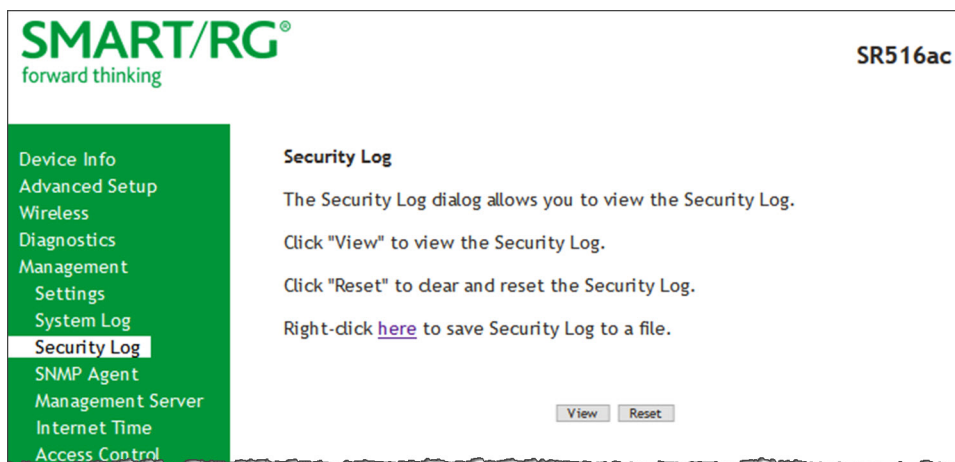 SMART/RG®
forward thinking
SR516ac
Device Info
Advanced Setup
Wireless
Diagnostics
Management
Settings
System Log
Security Log
SNMP Agent
Management Server
Internet Time
Access Control
Security Log
The Security Log dialog allows you to view the Security Log.
Click "View" to view the Security Log.
Click "Reset" to clear and reset the Security Log.
Right-click here to save Security Log to a file.
View Reset